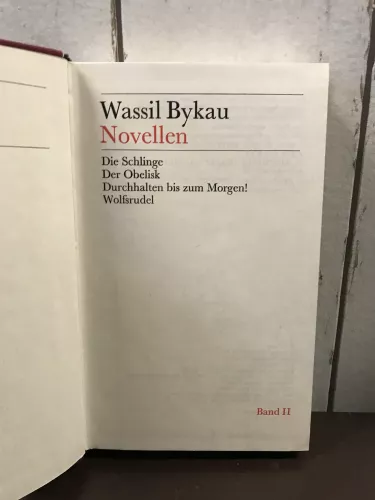 Wassil Bykau
Novellen
Die Schlinge
Der Obelisk
Durchhalten bis zum Morgen!
Wolfsrudel
Band II